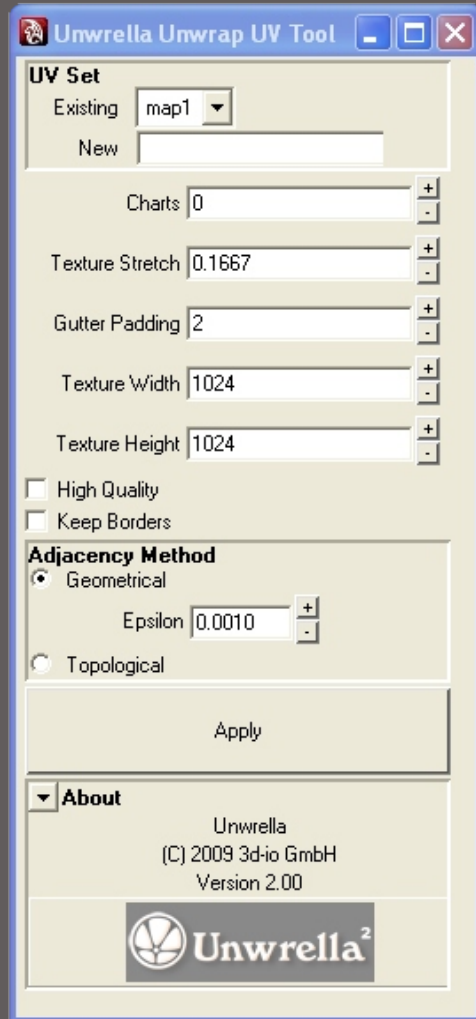 Unwrella Unwrap UV Tool
UV Set
Existing map1
New
Charts 0
Texture Stretch 0.1667
Gutter Padding 2
Texture Width 1024
Texture Height 1024
High Quality
Keep Borders
Adjacency Method
Geometrical
Epsilon 0.0010
Topological
Apply
About
Unwrella
(C) 2009 3d-io GmbH
Version 2.00
Unwrella²